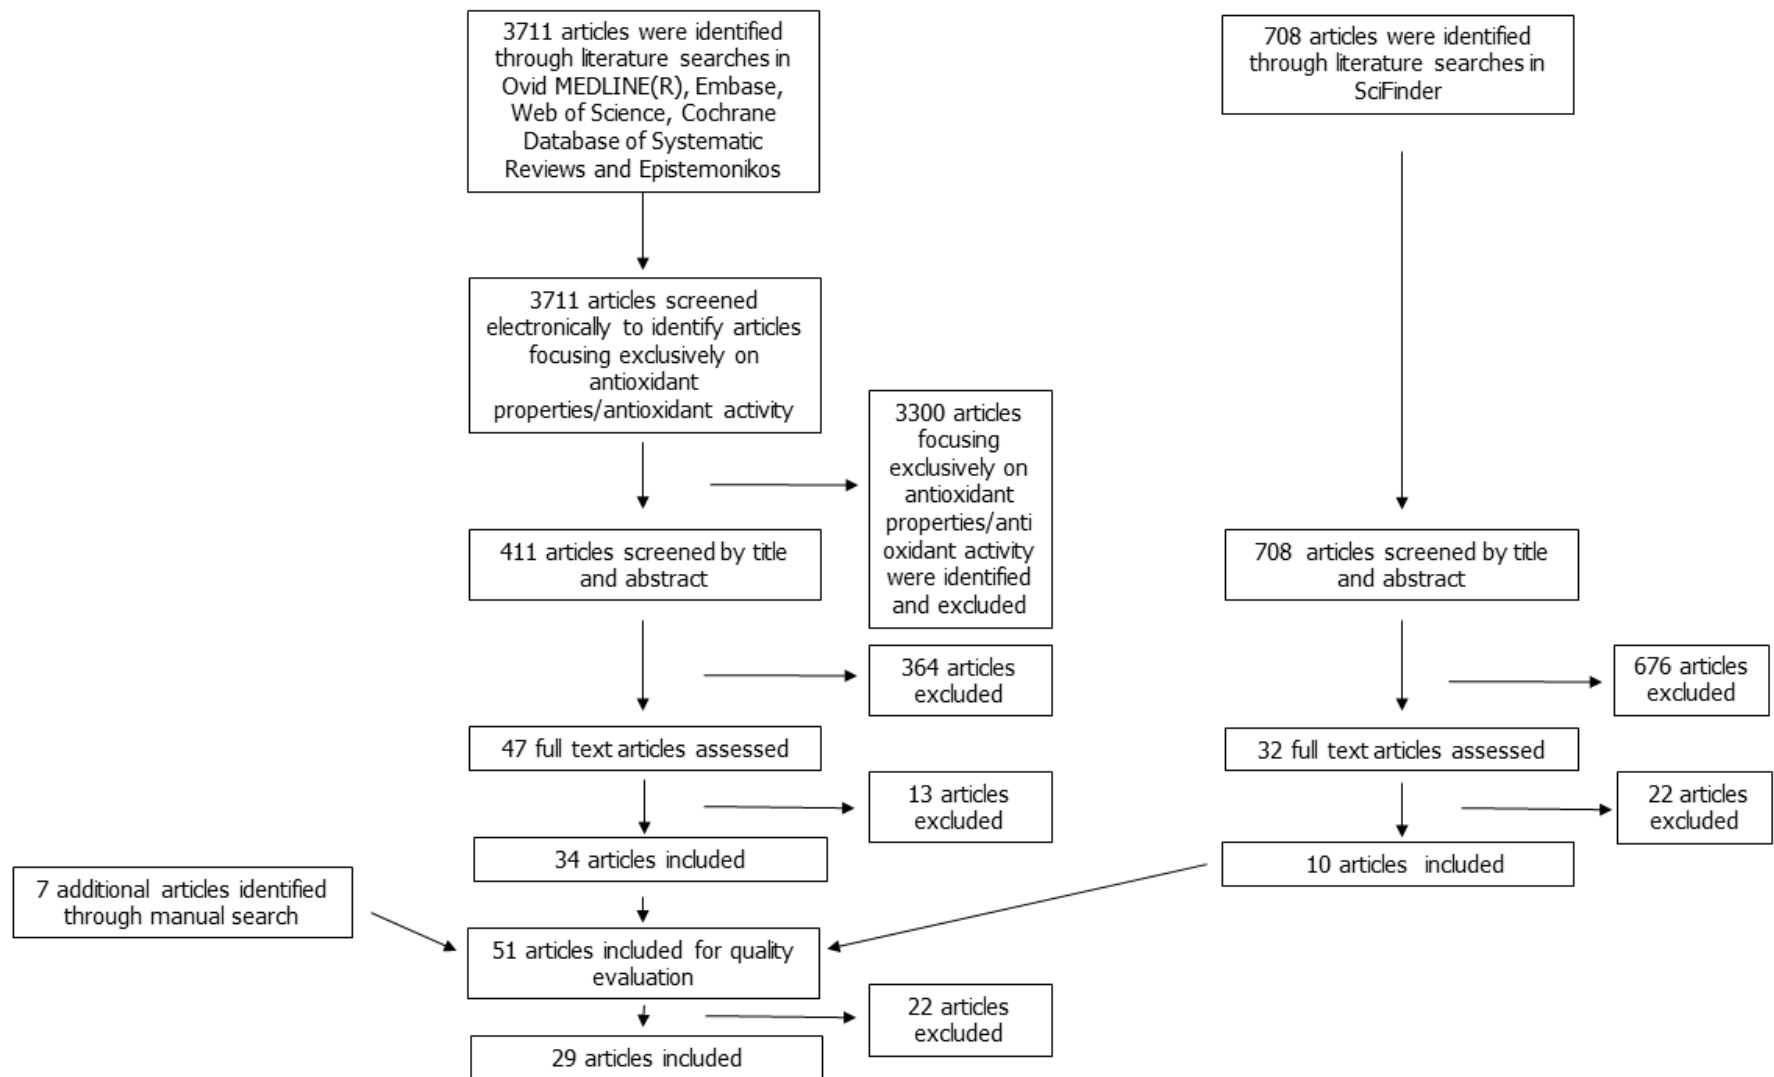 3711 articles were identified
through literature searches in
Ovid MEDLINE(R), Embase,
Web of Science, Cochrane
Database of Systematic
Reviews and Epistemonikos
708 articles were identified
through literature searches in
SciFinder
3711 articles screened
electronically to identify articles
focusing exclusively on
antioxidant
properties/antioxidant activity
3300 articles
focusing
exclusively on
antioxidant
properties/anti
oxidant activity
were identified
and excluded
411 articles screened by title
and abstract
708 articles screened by title
and abstract
364 articles
excluded
676 articles
excluded
47 full text articles assessed
32 full text articles assessed
13 articles
excluded
22 articles
excluded
34 articles included
10 articles included
7 additional articles identified
through manual search
51 articles included for quality
evaluation
22 articles
excluded
29 articles included